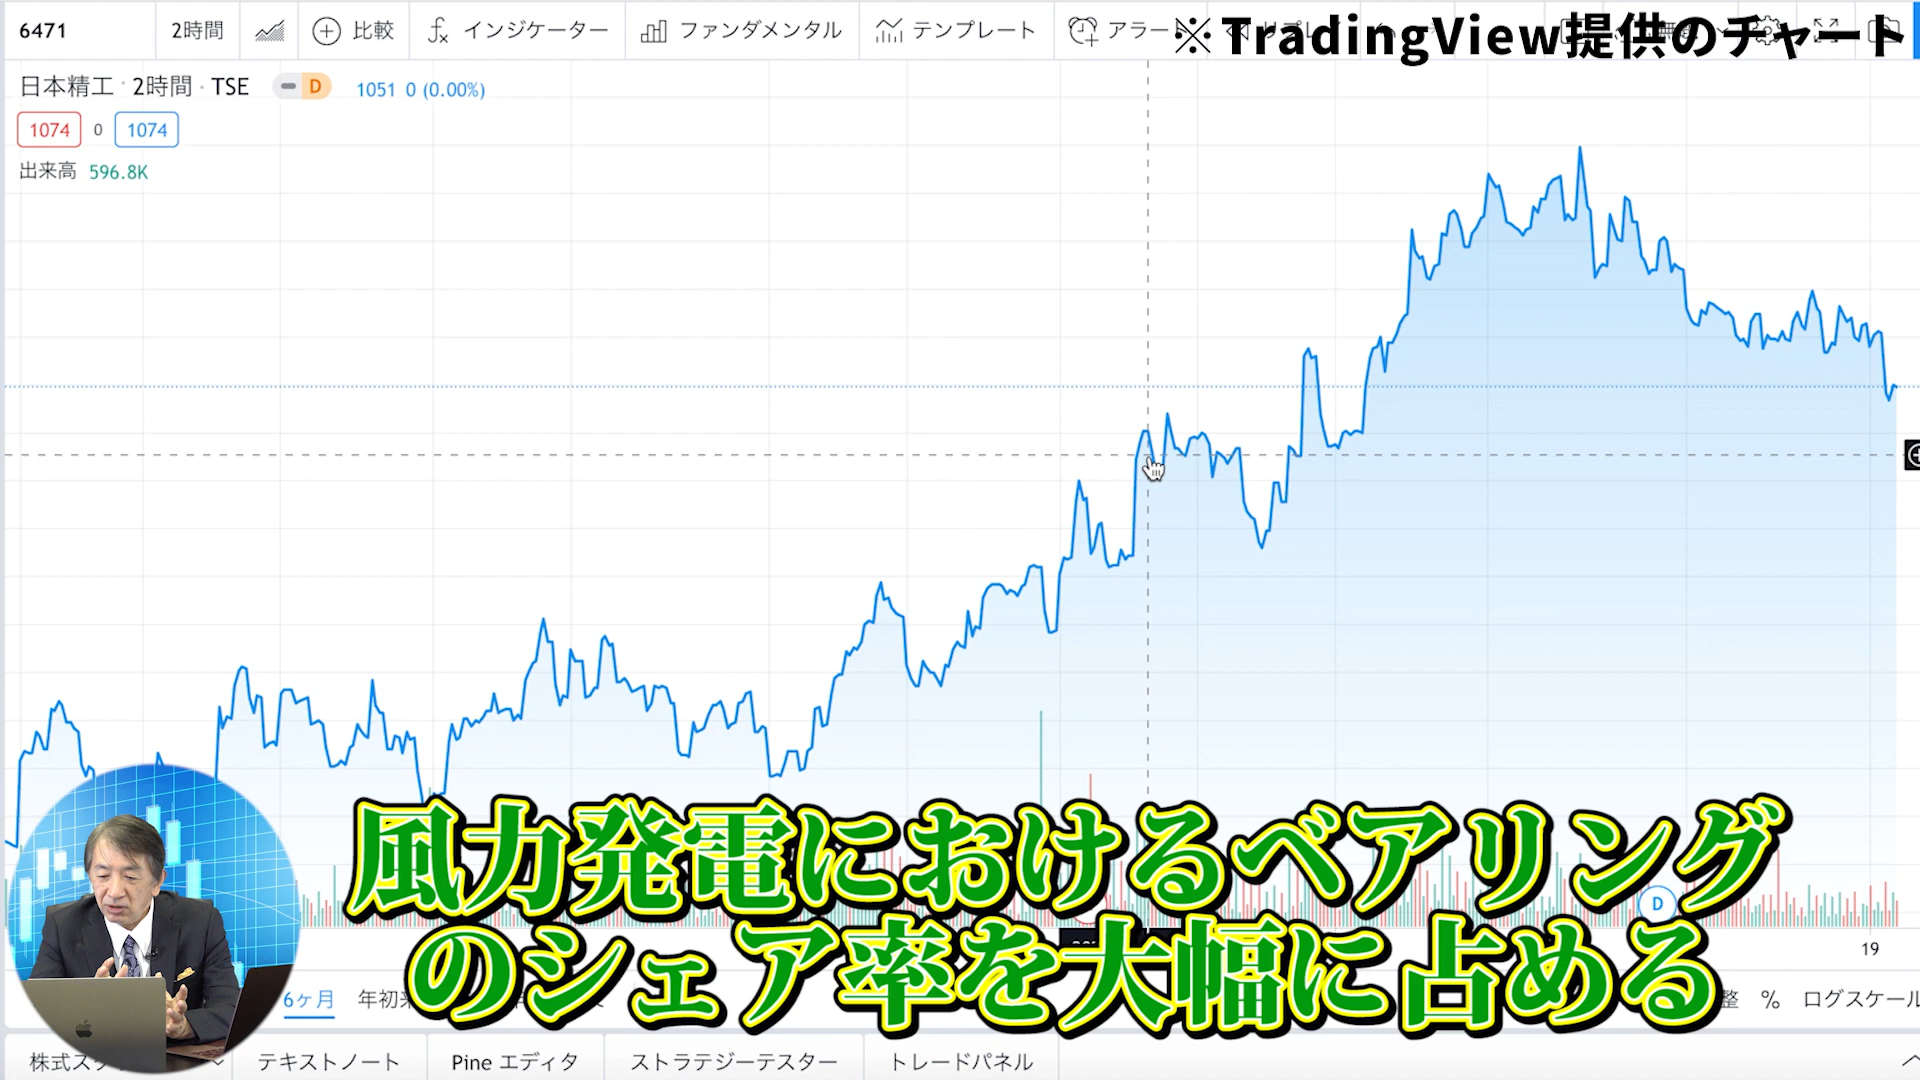 6471
2時間
比較
インジケーター
ファンダメンタル
テンプレート
アラー
※TradingView提供のチャート
日本精工 · 2時間 · TSE
D
1051 0 (0.00%)
1074 0 1074
出来高 596.8K
風力発電におけるベアリング
のシェア率を大幅に占める
D
19
6ヶ月
年初来
整
%
ログスケール
株式ス
テキストノート
Pine エディタ
ストラテジーテスター
トレードパネル